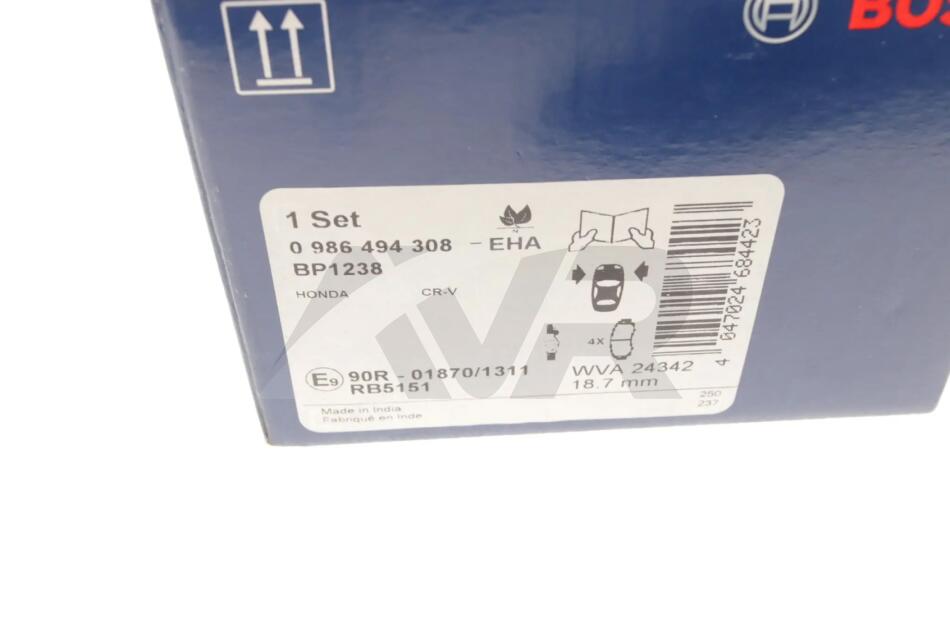 1 Set
0 986 494 308 - EHA
BP1238
HONDA CR-V
4X
E9 90R - 01870/1311
RB5151
WVA 24342
18.7 mm
250
237
Made in India
Fabriqué en Inde
4 047024 684423